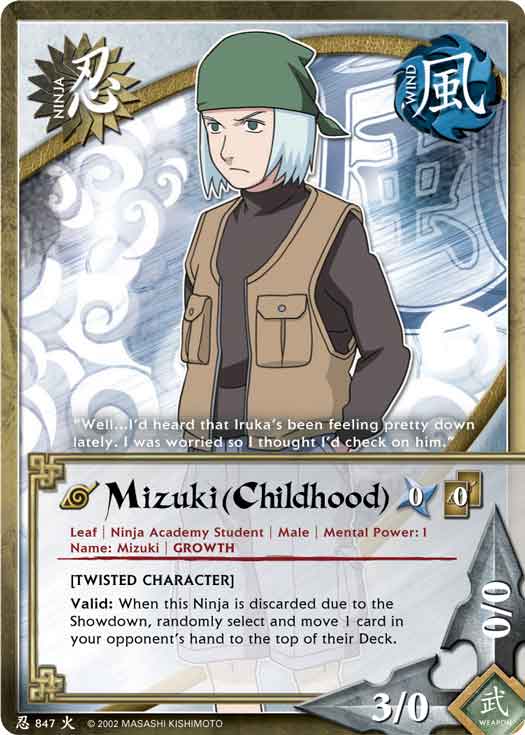 NINJA 忍
WIND 風
"Well...I'd heard that Iruka's been feeling pretty down
lately. I was worried so I thought I'd check on him."
Mizuki (Childhood) 0 0
Leaf | Ninja Academy Student | Male | Mental Power: 1
Name: Mizuki | GROWTH
[TWISTED CHARACTER]
Valid: When this Ninja is discarded due to the
Showdown, randomly select and move 1 card in
your opponent's hand to the top of their Deck.
0/0
3/0
武
WEAPON
忍 847 火 © 2002 MASASHI KISHIMOTO